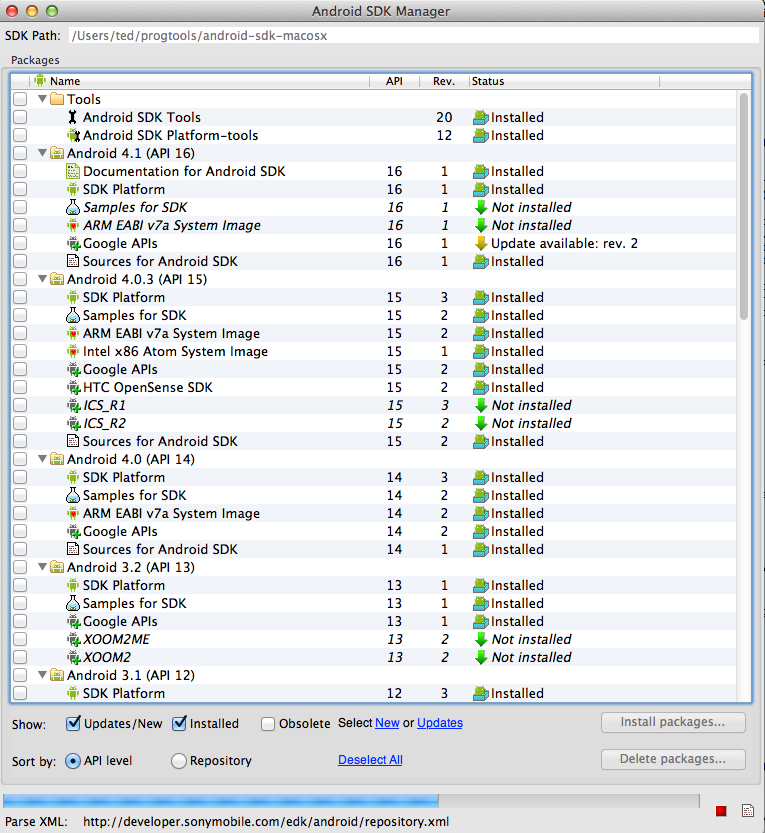 Android SDK Manager
SDK Path: /Users/ted/progtools/android-sdk-macosx
Packages
Name API Rev. Status
Tools
Android SDK Tools 20 Installed
Android SDK Platform-tools 12 Installed
Android 4.1 (API 16)
Documentation for Android SDK 16 1 Installed
SDK Platform 16 1 Installed
Samples for SDK 16 1 Not installed
ARM EABI v7a System Image 16 1 Not installed
Google APIs 16 1 Update available: rev. 2
Sources for Android SDK 16 1 Installed
Android 4.0.3 (API 15)
SDK Platform 15 3 Installed
Samples for SDK 15 2 Installed
ARM EABI v7a System Image 15 2 Installed
Intel x86 Atom System Image 15 1 Installed
Google APIs 15 2 Installed
HTC OpenSense SDK 15 2 Installed
ICS_R1 15 3 Not installed
ICS_R2 15 2 Not installed
Sources for Android SDK 15 2 Installed
Android 4.0 (API 14)
SDK Platform 14 3 Installed
Samples for SDK 14 2 Installed
ARM EABI v7a System Image 14 2 Installed
Google APIs 14 2 Installed
Sources for Android SDK 14 1 Installed
Android 3.2 (API 13)
SDK Platform 13 1 Installed
Samples for SDK 13 1 Installed
Google APIs 13 1 Installed
XOOM2ME 13 2 Not installed
XOOM2 13 2 Not installed
Android 3.1 (API 12)
SDK Platform 12 3 Installed
Show: Updates/New Installed Obsolete Select New or Updates Install packages...
Sort by: API level Repository Deselect All Delete packages...
Parse XML: http://developer.sonymobile.com/edk/android/repository.xml